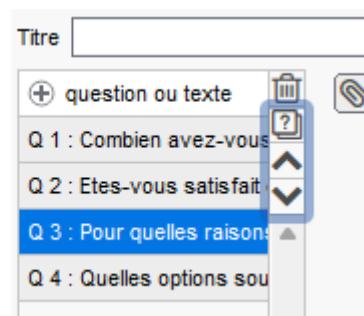 Titre
question ou texte
?
Q 1 : Combien avez-vous
Q 2 : Etes-vous satisfait
Q 3 : Pour quelles raisons
Q 4 : Quelles options sou